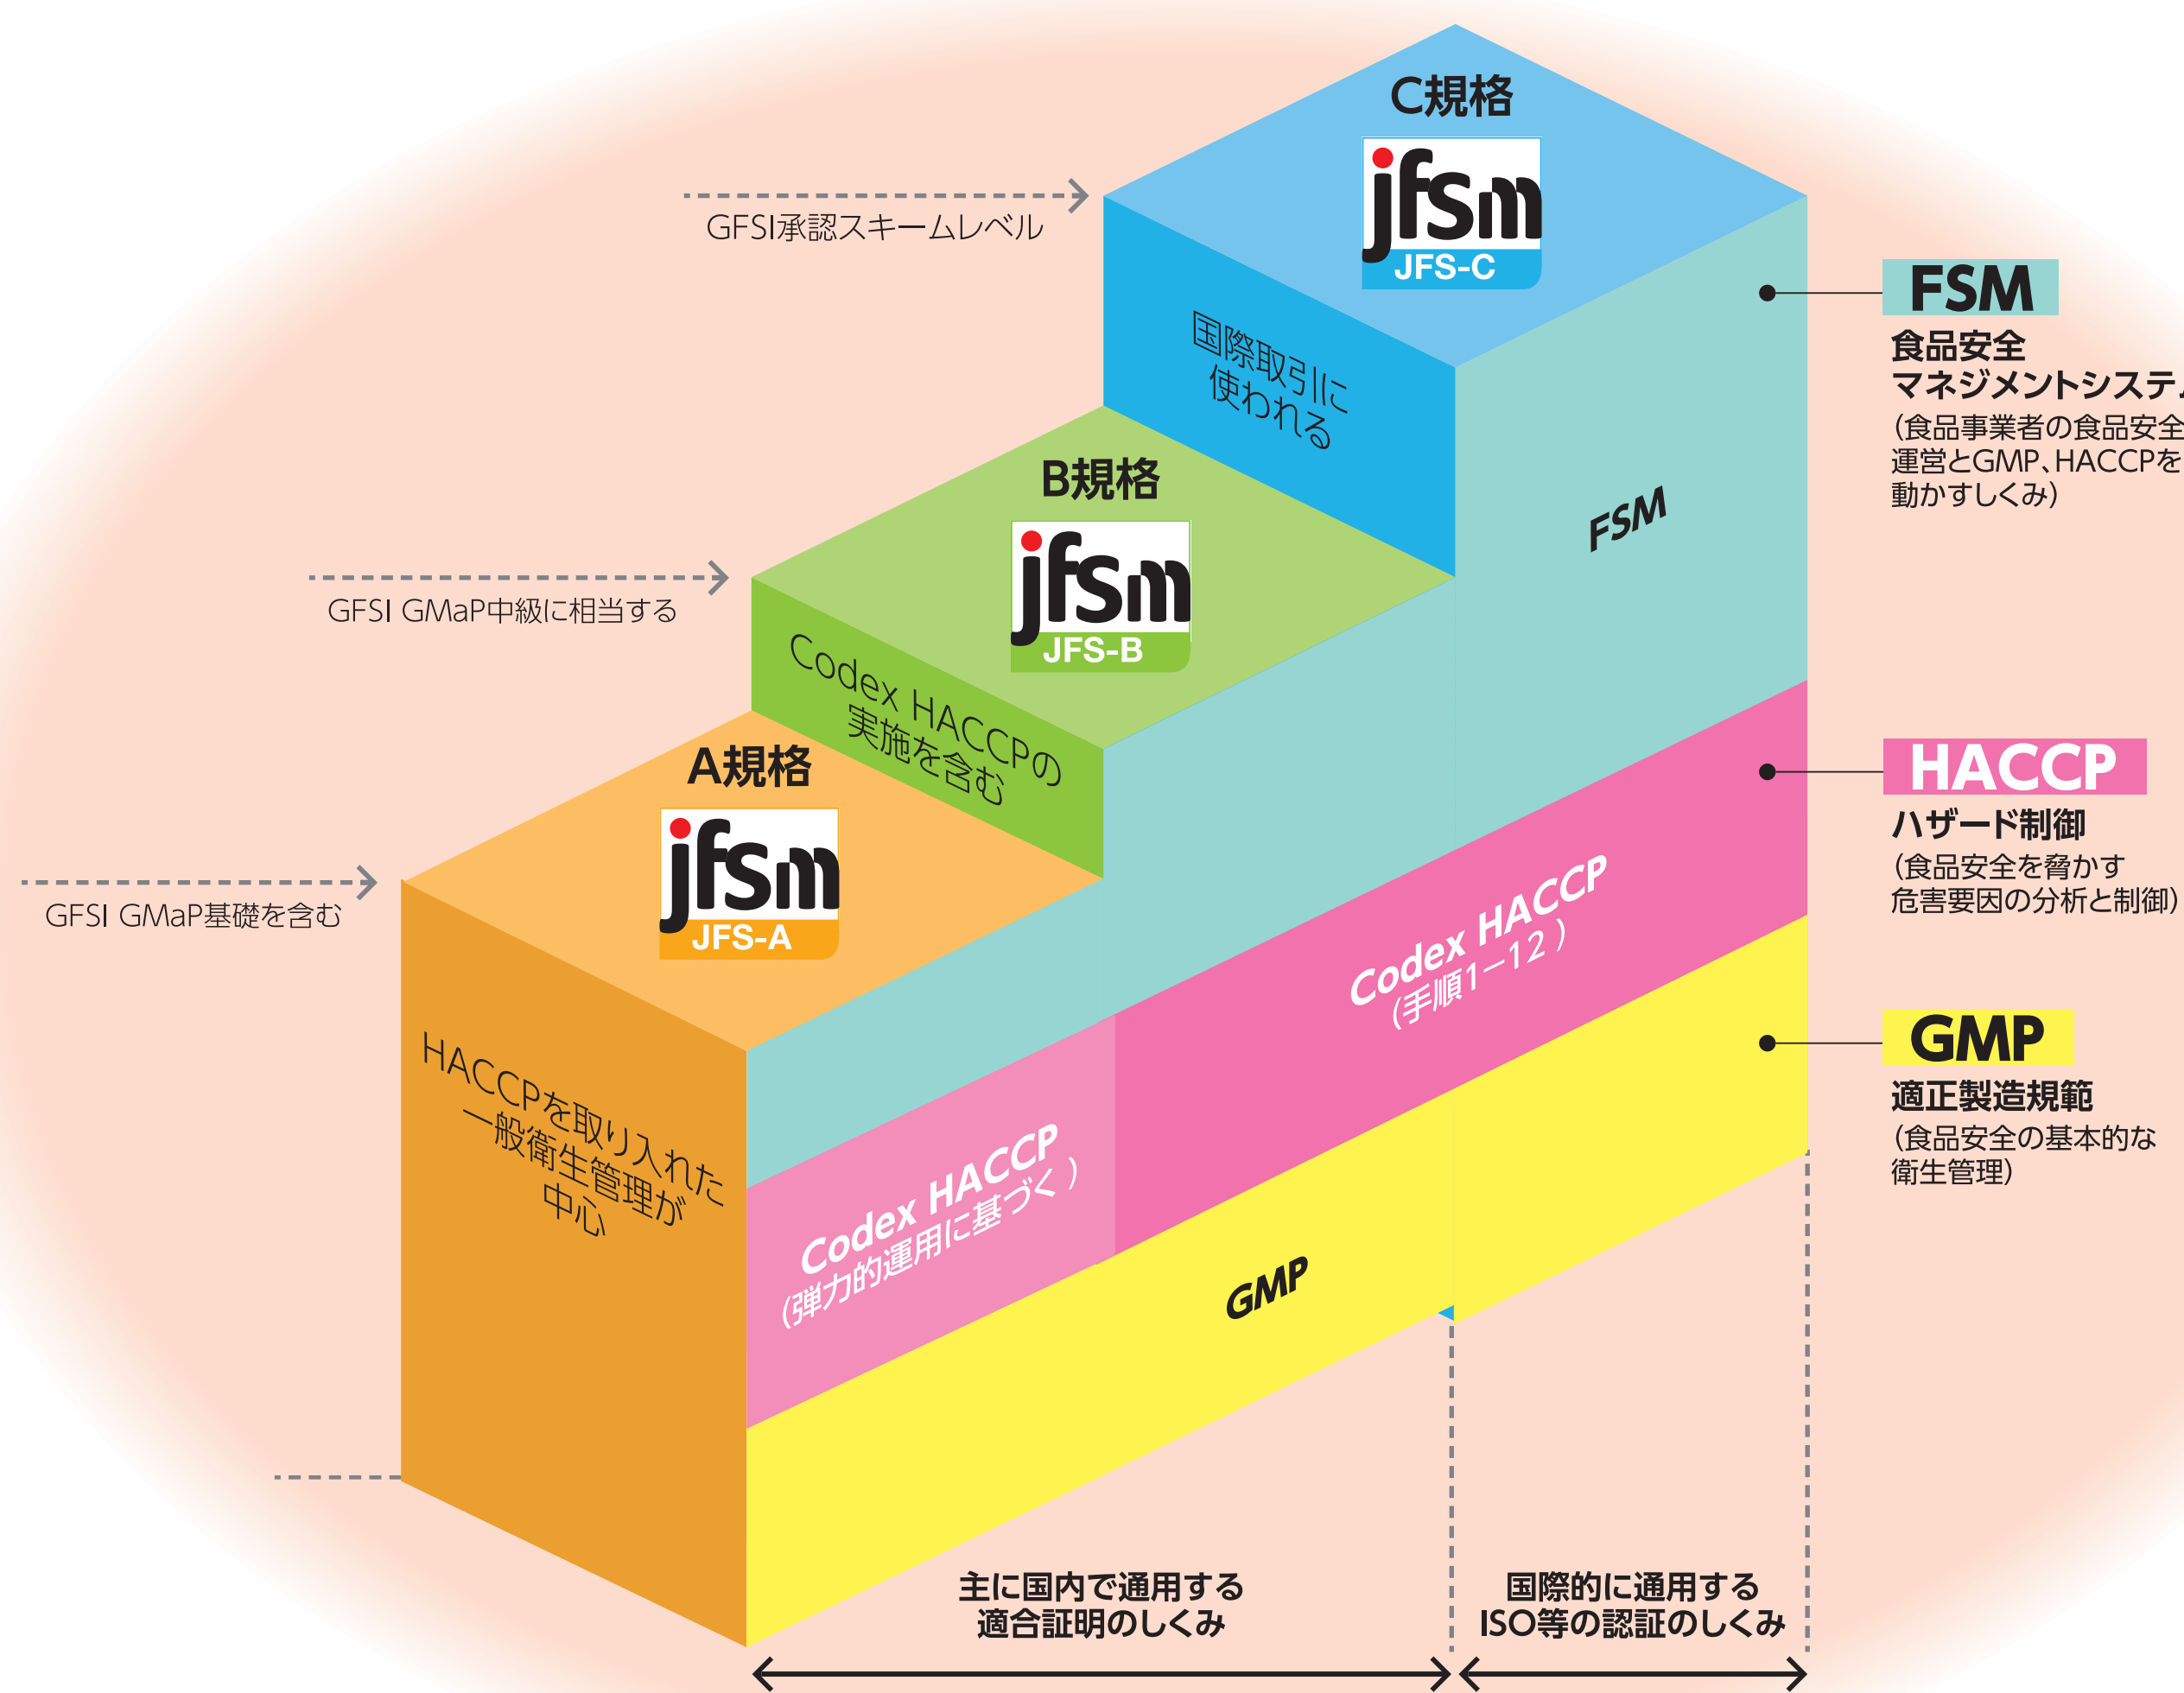 C規格
jfsm
JFS-C
GFSI承認スキームレベル
国際取引に
使われる
FSM
食品安全
マネジメントシステム
（食品事業者の食品安全
運営とGMP、HACCPを
動かすしくみ）
B規格
jfsm
JFS-B
GFSI GMaP中級に相当する
Codex HACCPの
実施を含む
FSM
A規格
jfsm
JFS-A
GFSI GMaP基礎を含む
HACCP
ハザード制御
（食品安全を脅かす
危害要因の分析と制御）
HACCPを取り入れた
一般衛生管理が
中心
Codex HACCP
（手順1－12）
Codex HACCP
（弾力的運用に基づく）
GMP
GMP
適正製造規範
（食品安全の基本的な
衛生管理）
主に国内で通用する
適合証明のしくみ
国際的に通用する
ISO等の認証のしくみ